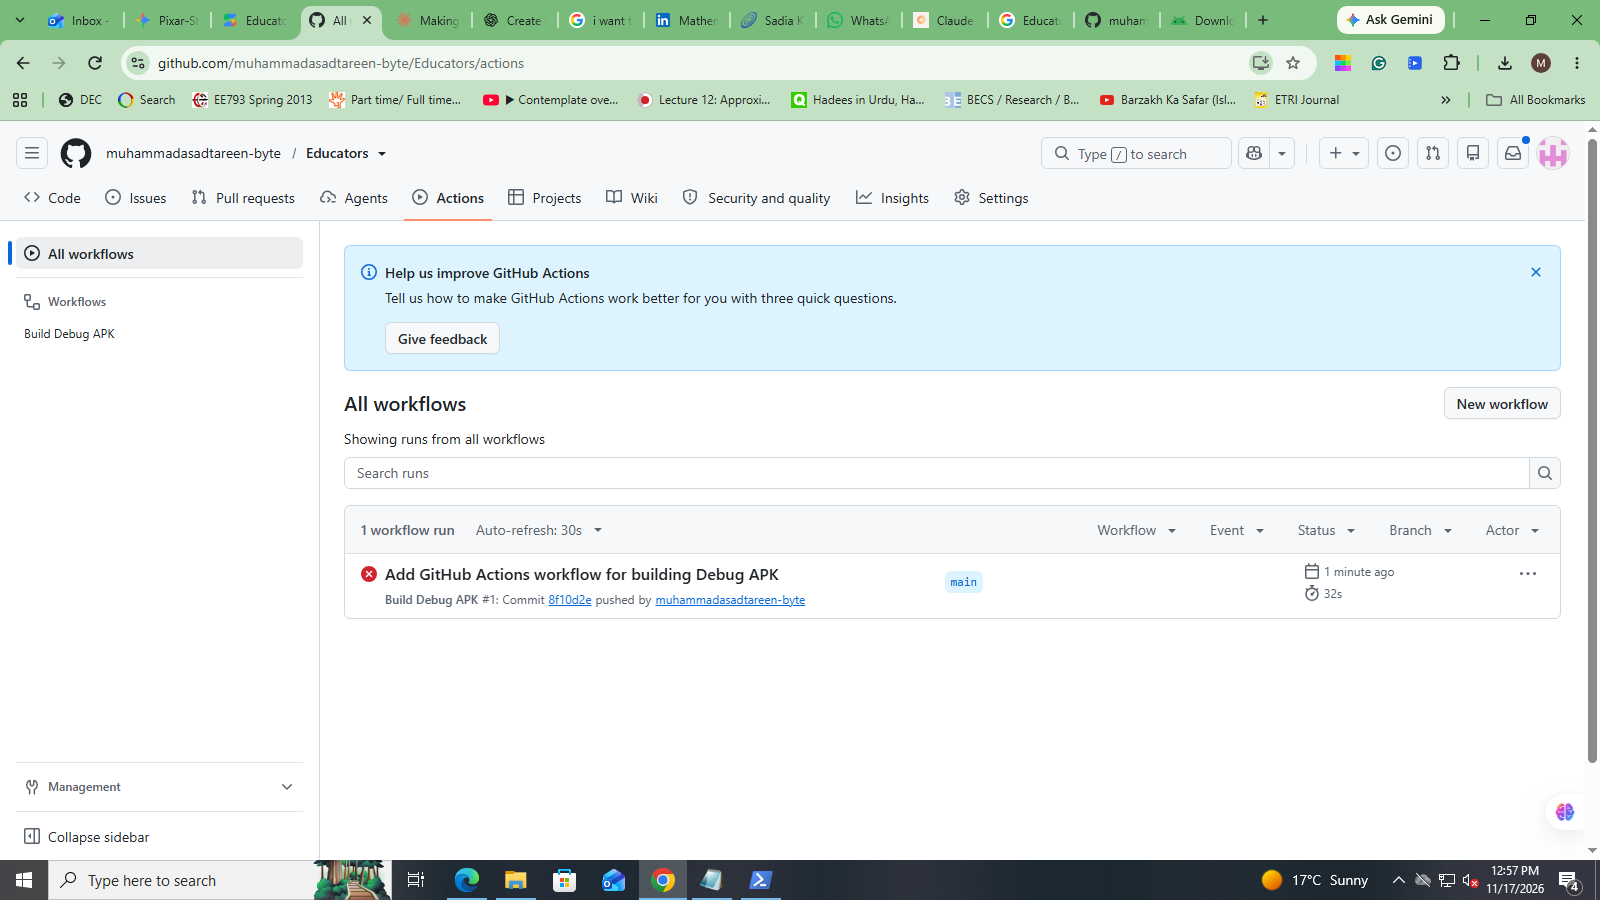 Inbox -
Pixar-St
Educato
All v
Making
Create
i want t
Mather
Sadia K
WhatsA
Claude
Educato
muham
Downlo
Ask Gemini
github.com/muhammadasadtareen-byte/Educators/actions
M
DEC
Search
EE793 Spring 2013
Part time/ Full time...
▶ Contemplate ove...
Lecture 12: Approxi...
Hadees in Urdu, Ha...
BECS / Research / B...
Barzakh Ka Safar (Isl...
ETRI Journal
»
All Bookmarks
muhammadasadtareen-byte / Educators
Type / to search
Code
Issues
Pull requests
Agents
Actions
Projects
Wiki
Security and quality
Insights
Settings
All workflows
Workflows
Build Debug APK
Management
Collapse sidebar
Help us improve GitHub Actions
Tell us how to make GitHub Actions work better for you with three quick questions.
Give feedback
All workflows
New workflow
Showing runs from all workflows
Search runs
1 workflow run
Auto-refresh: 30s
Workflow
Event
Status
Branch
Actor
Add GitHub Actions workflow for building Debug APK
main
1 minute ago
Build Debug APK #1: Commit 8f10d2e pushed by muhammadasadtareen-byte
32s
Type here to search
17°C Sunny
12:57 PM
11/17/2026
4